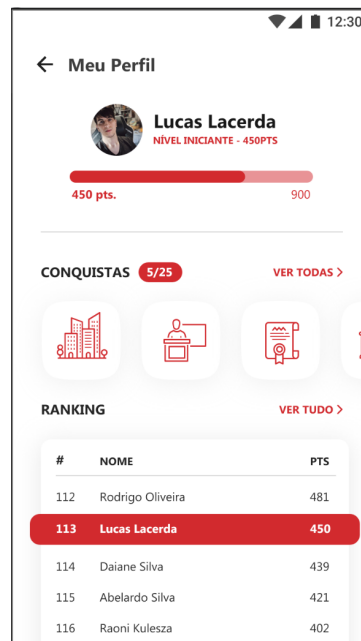 12:30
Meu Perfil
Lucas Lacerda
NÍVEL INICIANTE - 450PTS
450 pts. 900
CONQUISTAS 5/25 VER TODAS >
RANKING VER TUDO >
# NOME PTS
112 Rodrigo Oliveira 481
113 Lucas Lacerda 450
114 Daiane Silva 439
115 Abelardo Silva 421
116 Raoni Kulesza 402